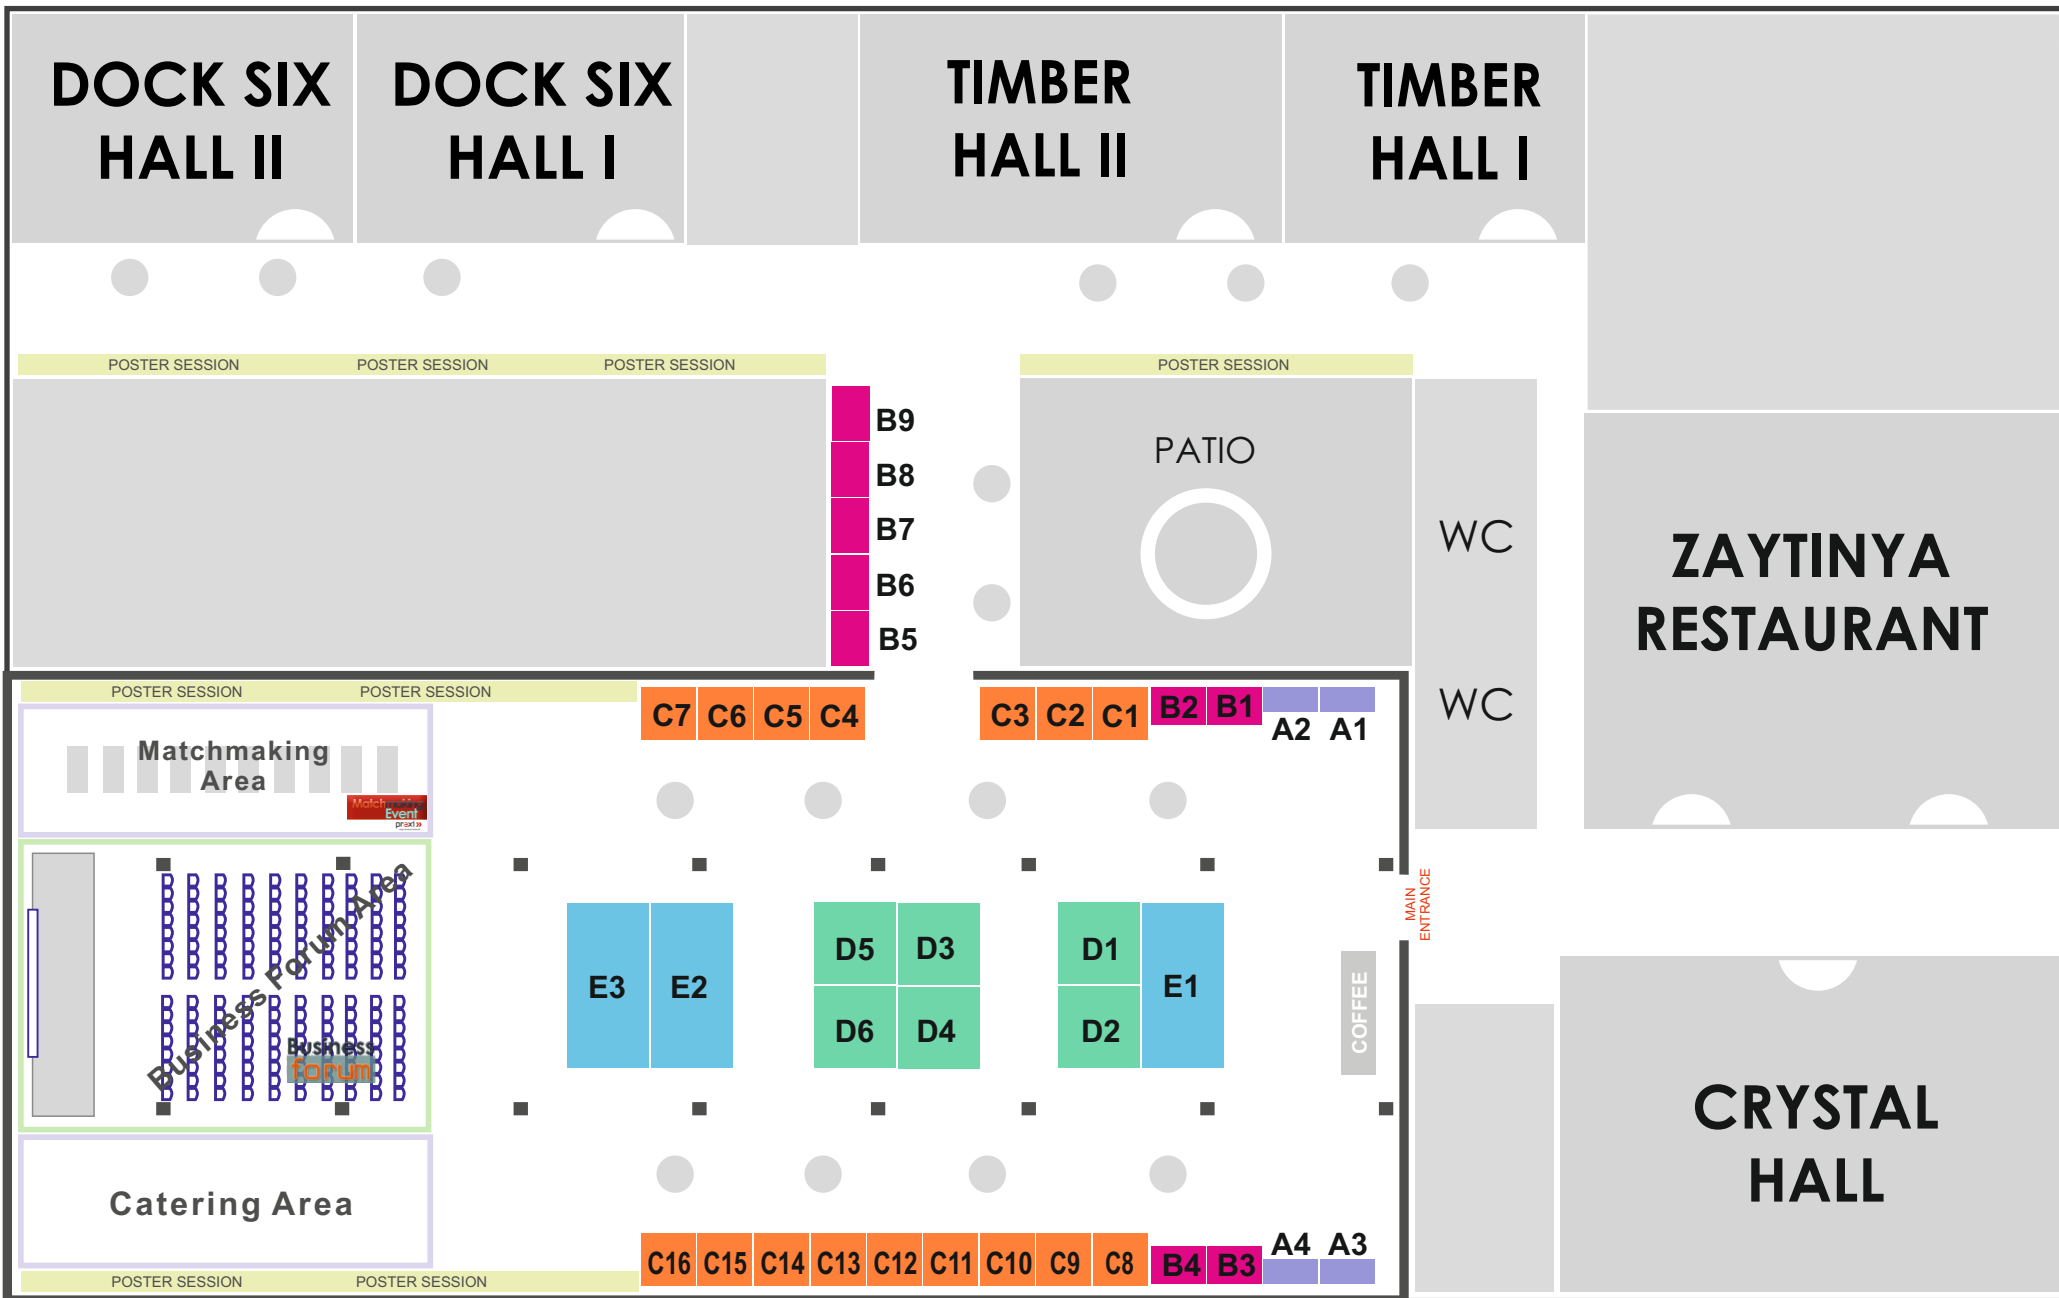 DOCK SIX
HALL II
DOCK SIX
HALL I
TIMBER
HALL II
TIMBER
HALL I
POSTER SESSION
POSTER SESSION
POSTER SESSION
POSTER SESSION
B9
B8
B7
B6
B5
PATIO
WC
WC
ZAYTINYA
RESTAURANT
POSTER SESSION
POSTER SESSION
C7
C6
C5
C4
C3
C2
C1
B2
B1
A2
A1
Matchmaking
Area
Matchmaking
Event
praxi
Business Forum Area
Business
forum
MAIN
ENTRANCE
E3
E2
D5
D3
D6
D4
D1
D2
E1
COFFEE
CRYSTAL
HALL
Catering Area
C16
C15
C14
C13
C12
C11
C10
C9
C8
B4
B3
A4
A3
POSTER SESSION
POSTER SESSION